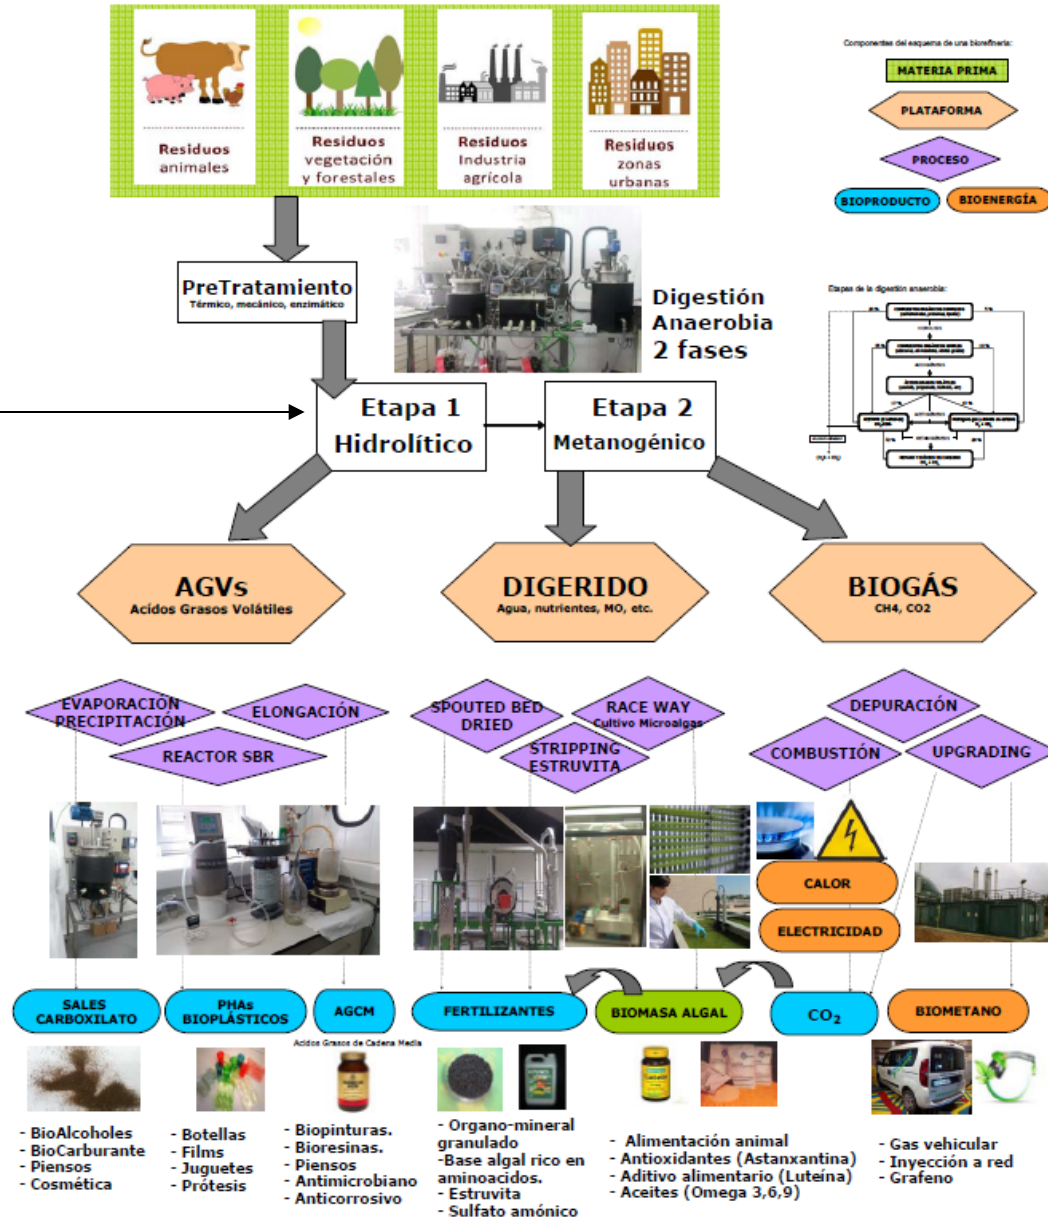 Componentes del esquema de una biorefinería:
MATERIA PRIMA
PLATAFORMA
PROCESO
BIOPRODUCTO
BIOENERGÍA
Residuos
animales
Residuos
vegetación
y forestales
Residuos
Industria
agrícola
Residuos
zonas
urbanas
PreTratamiento
Térmico, mecánico, enzimático
Digestión
Anaerobia
2 fases
Etapas de la digestión anaerobia:
Etapa 1
Hidrolítico
Etapa 2
Metanogénico
AGVs
Acidos Grasos Volátiles
DIGERIDO
Agua, nutrientes, MO, etc.
BIOGÁS
CH4, CO2
EVAPORACIÓN
PRECIPITACIÓN
ELONGACIÓN
REACTOR SBR
SPOUTED BED
DRIED
RACE WAY
Cultivo Microalgas
STRIPPING
ESTRUVITA
DEPURACIÓN
COMBUSTIÓN
UPGRADING
CALOR
ELECTRICIDAD
SALES
CARBOXILATO
PHAs
BIOPLÁSTICOS
AGCM
Acidos Grasos de Cadena Media
FERTILIZANTES
BIOMASA ALGAL
CO2
BIOMETANO
- BioAlcoholes
- BioCarburante
- Piensos
- Cosmética
- Botellas
- Films
- Juguetes
- Prótesis
- Biopinturas.
- Bioresinas.
- Piensos
- Antimicrobiano
- Anticorrosivo
- Organo-mineral
granulado
-Base algal rico en
aminoacidos.
- Estruvita
- Sulfato amónico
- Alimentación animal
- Antioxidantes (Astanxantina)
- Aditivo alimentario (Luteína)
- Aceites (Omega 3,6,9)
- Gas vehicular
- Inyección a red
- Grafeno